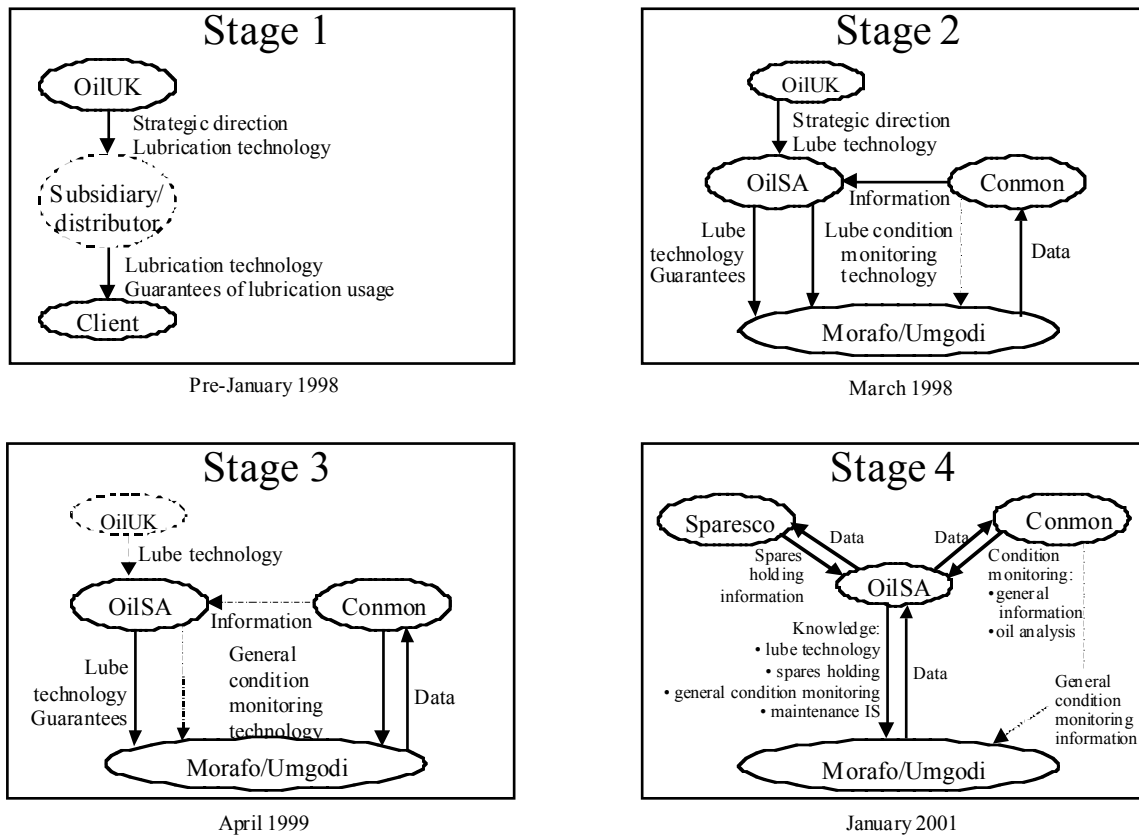 Stage 1
OilUK
Strategic direction
Lubrication technology
Subsidiary/
distributor
Lubrication technology
Guarantees of lubrication usage
Client
Pre-January 1998
Stage 2
OilUK
Strategic direction
Lube technology
OilSA
Conmon
Information
Lube
technology
Guarantees
Lube condition
monitoring
technology
Data
Morafo/Umgodi
March 1998
Stage 3
OilUK
Lube technology
OilSA
Conmon
Information
Lube
technology
Guarantees
General
condition
monitoring
technology
Data
Morafo/Umgodi
April 1999
Stage 4
Sparesco
Conmon
Data
Data
Spares
holding
information
OilSA
Condition
monitoring:
• general
information
• oil analysis
Knowledge:
• lube technology
• spares holding
• general condition monitoring
• maintenance IS
Data
General
condition
monitoring
information
Morafo/Umgodi
January 2001